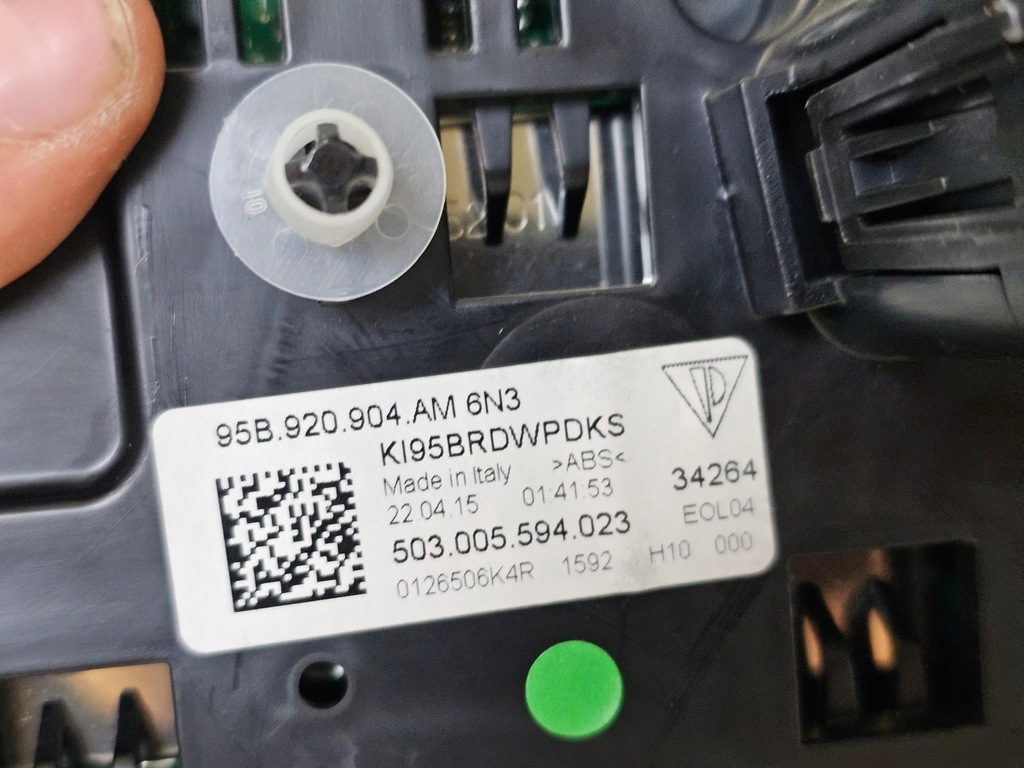 95B.920.904.AM 6N3
KI95BRDWPDKS
Made in Italy >ABS<
22.04.15 01:41:53
34264
503.005.594.023
EOL04
0126506K4R 1592 H10 000